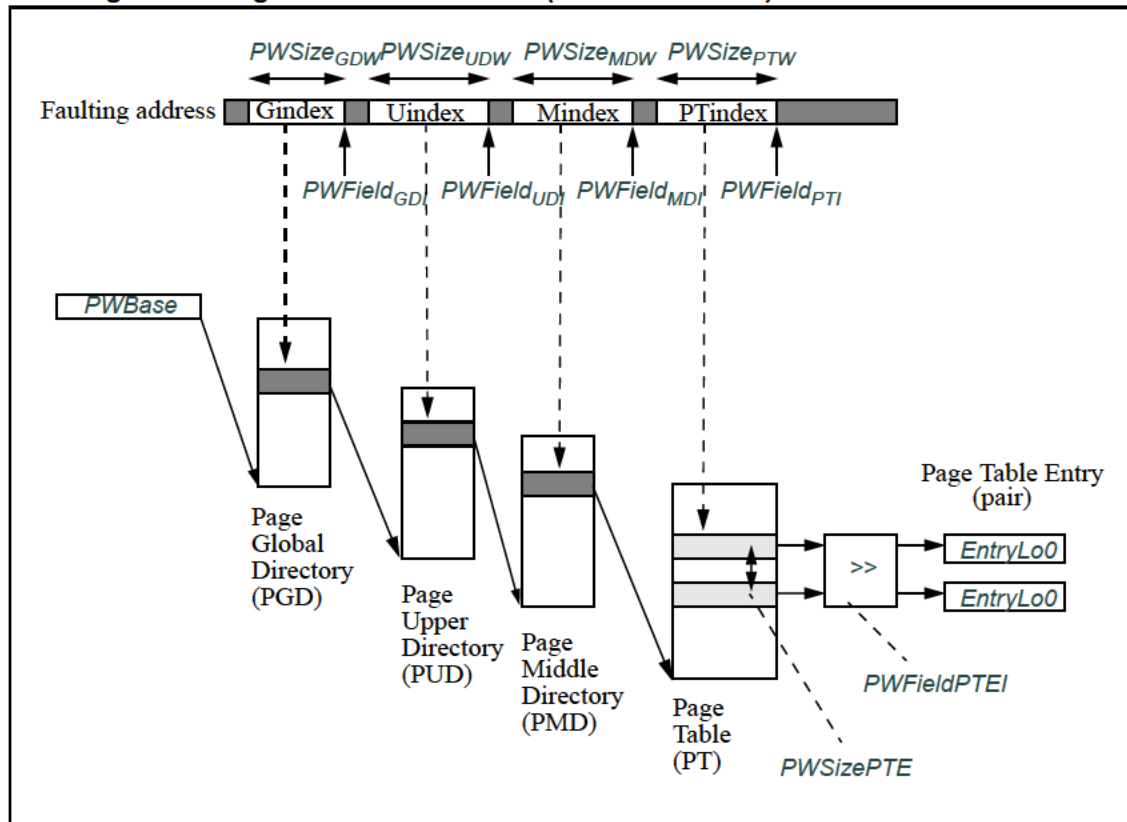 PWSizeGDW PWSizeUDW PWSizeMDW PWSizePTW
Faulting address Gindex Uindex Mindex PTindex
PWFieldGDI PWFieldUDI PWFieldMDI PWFieldPTI
PWBase
Page Table Entry
(pair)
Page
Global
Directory
(PGD)
EntryLo0
>>
EntryLo0
Page
Upper
Directory
(PUD)
Page
Middle
Directory
(PMD)
PWFieldPTEI
Page
Table
(PT)
PWSizePTE